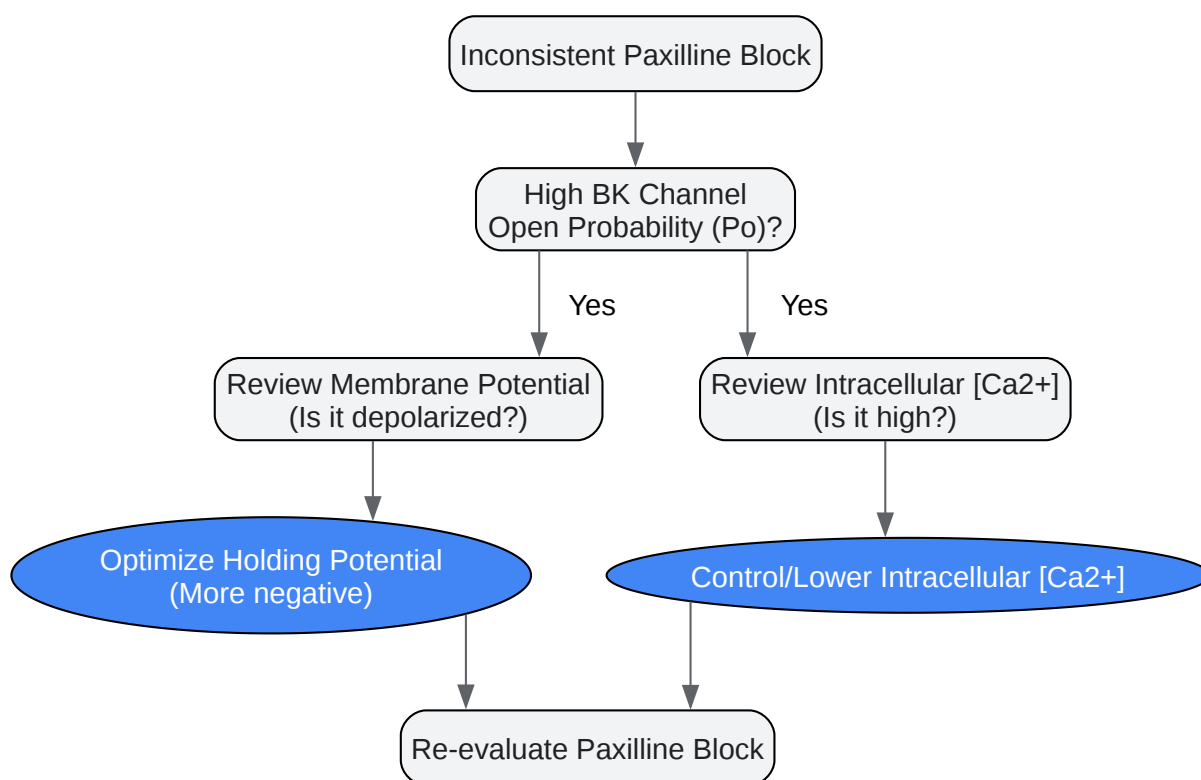 Inconsistent Paxilline Block
High BK Channel
Open Probability (Po)?
Yes
Yes
Review Membrane Potential
(Is it depolarized?)
Review Intracellular [Ca2+]
(Is it high?)
Optimize Holding Potential
(More negative)
Control/Lower Intracellular [Ca2+]
Re-evaluate Paxilline Block